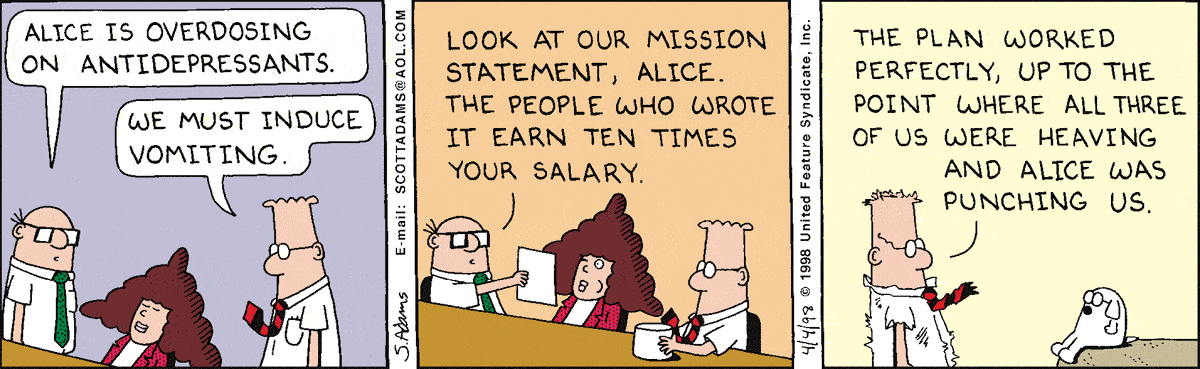 ALICE IS OVERDOSING
ON ANTIDEPRESSANTS.
WE MUST INDUCE
VOMITING.
S.Adams
E-mail: SCOTTADAMS@AOL.COM
LOOK AT OUR MISSION
STATEMENT, ALICE.
THE PEOPLE WHO WROTE
IT EARN TEN TIMES
YOUR SALARY.
4/4/98 © 1998 United Feature Syndicate, Inc.
THE PLAN WORKED
PERFECTLY, UP TO THE
POINT WHERE ALL THREE
OF US WERE HEAVING
AND ALICE WAS
PUNCHING US.